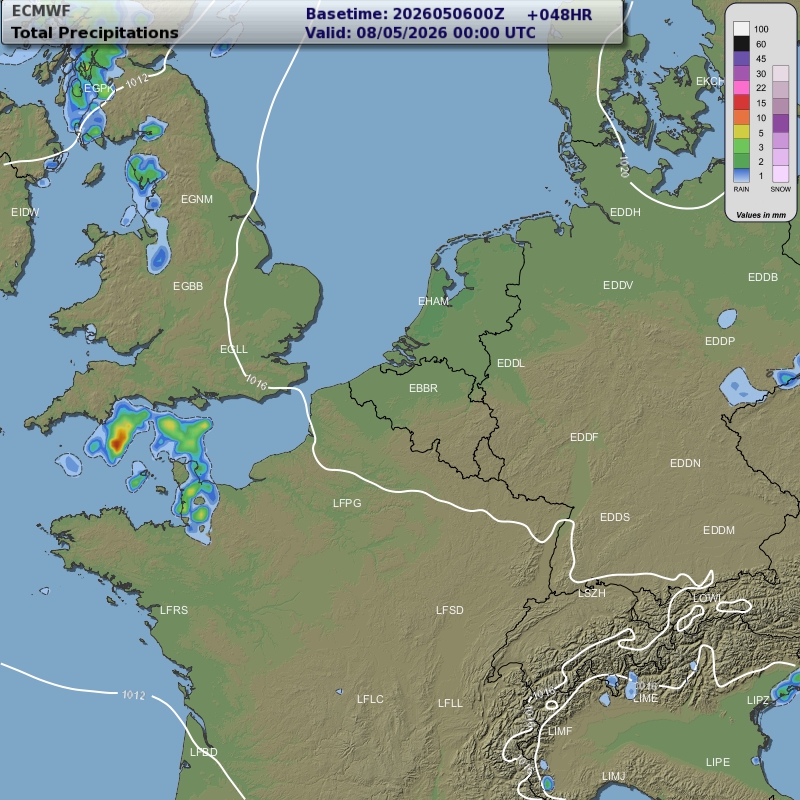 ECMWF
Basetime: 2026050600Z +048HR
Total Precipitations
Valid: 08/05/2026 00:00 UTC
100
60
45
30
22
15
10
5
3
2
1
RAIN SNOW
Values in mm
EGPK
1012
EKCH
1020
EIDW
EGNM
EDDH
EGBB
EDDV
EDDB
EHAM
EDDP
EGLL
EDDL
1016
EBBR
EDDF
EDDN
LFPG
EDDS
EDDM
LSZH
LOWI
LFRS
LFSD
1012
1016
1016
LFLC
LFLL
LIME
LIPZ
LIMF
LFBD
LIPE
LIMJ